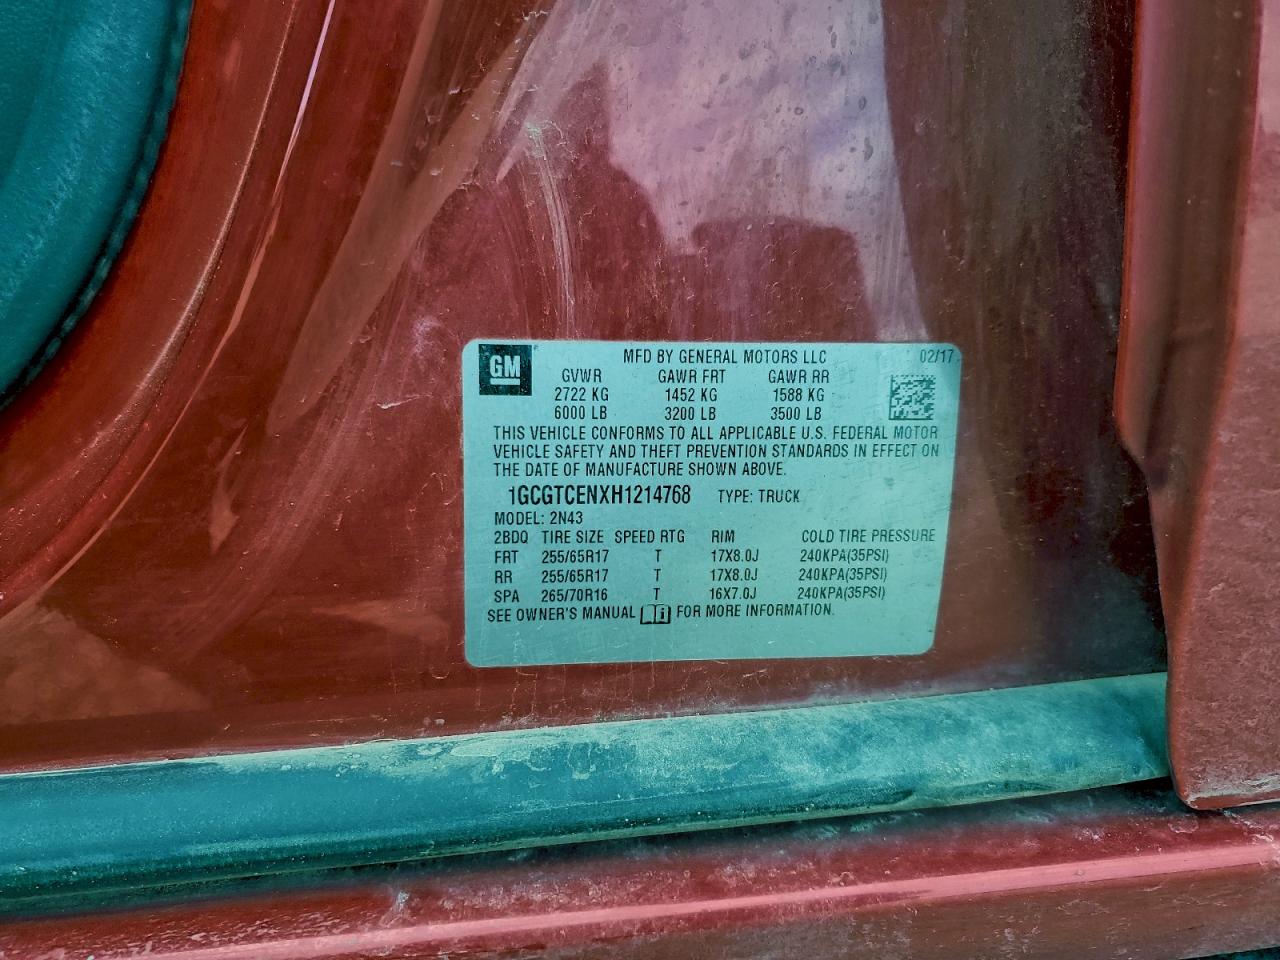 GM
MFD BY GENERAL MOTORS LLC 02/17
GVWR GAWR FRT GAWR RR
2722 KG 1452 KG 1588 KG
6000 LB 3200 LB 3500 LB
THIS VEHICLE CONFORMS TO ALL APPLICABLE U.S. FEDERAL MOTOR
VEHICLE SAFETY AND THEFT PREVENTION STANDARDS IN EFFECT ON
THE DATE OF MANUFACTURE SHOWN ABOVE.
1GCGTCENXH1214768 TYPE: TRUCK
MODEL: 2N43
2BDQ TIRE SIZE SPEED RTG RIM COLD TIRE PRESSURE
FRT 255/65R17 T 17X8.0J 240KPA(35PSI)
RR 255/65R17 T 17X8.0J 240KPA(35PSI)
SPA 265/70R16 T 16X7.0J 240KPA(35PSI)
SEE OWNER'S MANUAL FOR MORE INFORMATION.